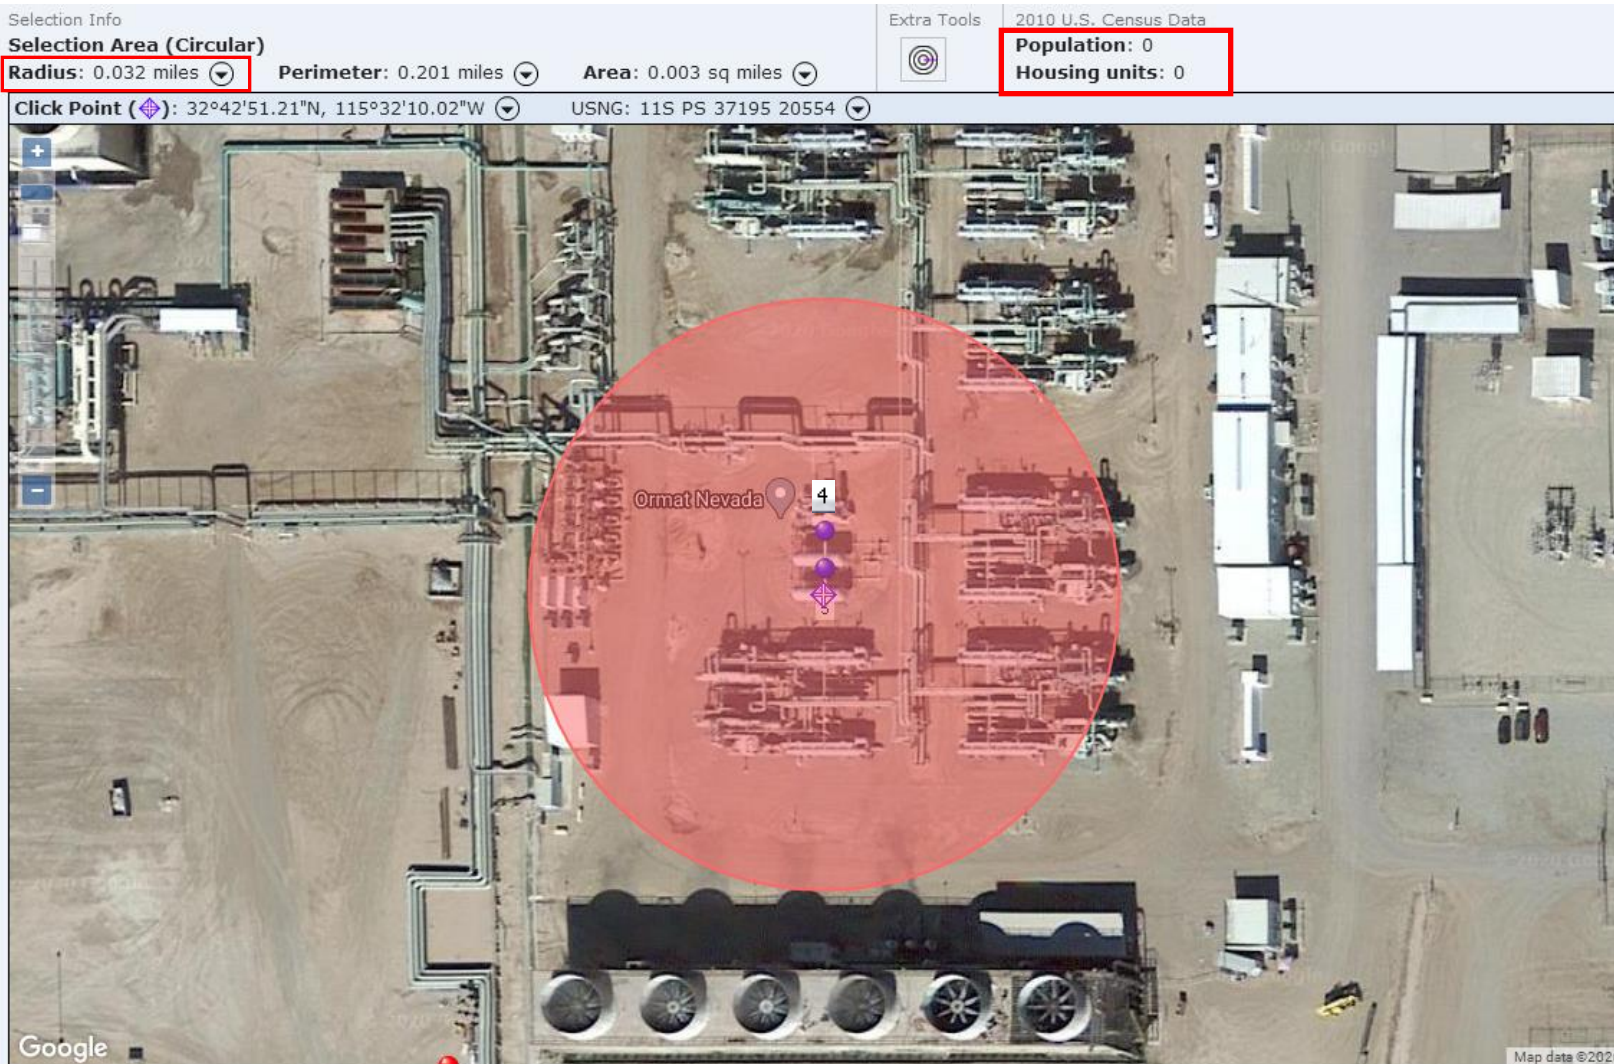 Selection Info
Selection Area (Circular)
Radius: 0.032 miles
Perimeter: 0.201 miles
Area: 0.003 sq miles
Extra Tools
2010 U.S. Census Data
Population: 0
Housing units: 0
Click Point ( ): 32°42'51.21"N, 115°32'10.02"W
USNG: 11S PS 37195 20554
+
Ormat Nevada
4
5
−
Google
Map data ©202